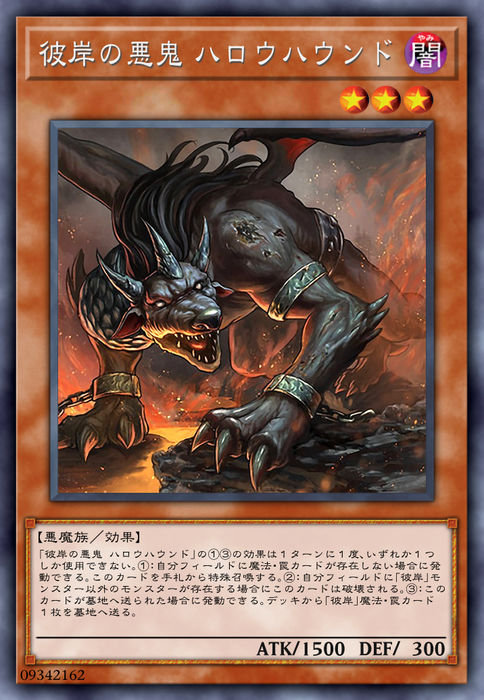 彼岸の悪鬼 ハロウハウンド
やみ
闇
【悪魔族／効果】
「彼岸の悪鬼 ハロウハウンド」の①③の効果は１ターンに１度、いずれか１つ
しか使用できない。①：自分フィールドに魔法・罠カードが存在しない場合に発
動できる。このカードを手札から特殊召喚する。②：自分フィールドに「彼岸」モ
ンスター以外のモンスターが存在する場合にこのカードは破壊される。③：この
カードが墓地へ送られた場合に発動できる。デッキから「彼岸」魔法・罠カード
１枚を墓地へ送る。
ATK/1500 DEF/ 300
09342162